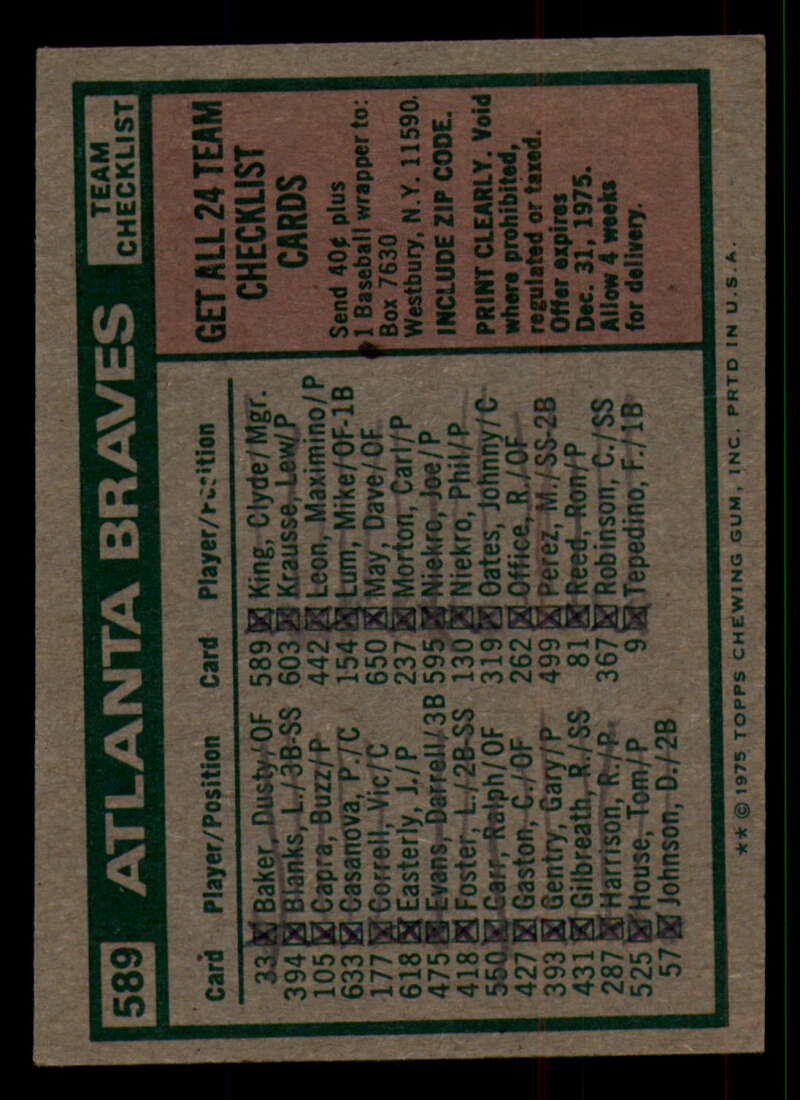 589 ATLANTA BRAVES TEAM CHECKLIST
Card Player/Position
33 Baker, Dusty/OF
394 Blanks, L./3B-SS
105 Capra, Buzz/P
633 Casanova, P./C
177 Correll, Vic/C
618 Easterly, J./P
475 Evans, Darrell/3B
418 Foster, L./2B-SS
550 Garr, Ralph/OF
427 Gaston, C./OF
393 Gentry, Gary/P
431 Gilbreath, R./SS
287 Harrison, R./P
525 House, Tom/P
57 Johnson, D./2B
Card Player/Position
589 King, Clyde/Mgr.
603 Krausse, Lew/P
442 Leon, Maximino/P
154 Lum, Mike/OF-1B
650 May, Dave/OF
237 Morton, Carl/P
595 Niekro, Joe/P
130 Niekro, Phil/P
319 Oates, Johnny/C
262 Office, R./OF
499 Perez, M./SS-2B
81 Reed, Ron/P
367 Robinson, C./SS
9 Tepedino, F./1B
GET ALL 24 TEAM
CHECKLIST
CARDS
Send 40¢ plus
1 Baseball wrapper to:
Box 7630
Westbury, N.Y. 11590.
INCLUDE ZIP CODE.
PRINT CLEARLY. Void
where prohibited,
regulated or taxed.
Offer expires
Dec. 31, 1975.
Allow 4 weeks
for delivery.
**© 1975 TOPPS CHEWING GUM, INC. PRTD IN U.S.A.